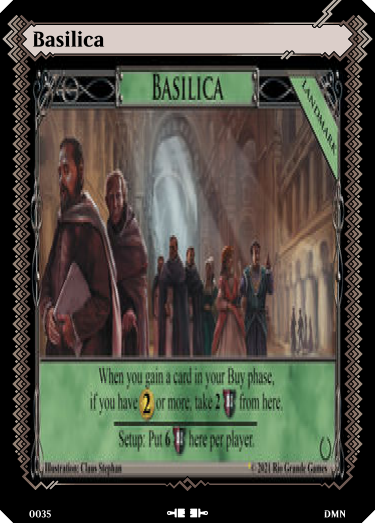 Basilica
BASILICA
LANDMARK
When you gain a card in your Buy phase,
if you have 2 or more, take 2 from here.
Setup: Put 6 here per player.
Illustration: Claus Stephan © 2021 Rio Grande Games
0035 DMN